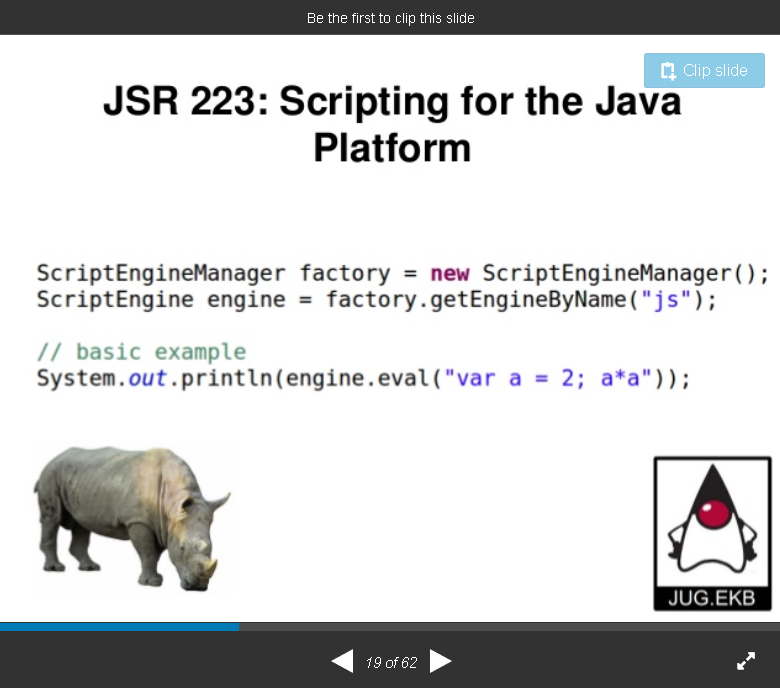 Be the first to clip this slide
Clip slide
JSR 223: Scripting for the Java
Platform
ScriptEngineManager factory = new ScriptEngineManager();
ScriptEngine engine = factory.getEngineByName("js");
// basic example
System.out.println(engine.eval("var a = 2; a*a"));
JUG.EKB
19 of 62